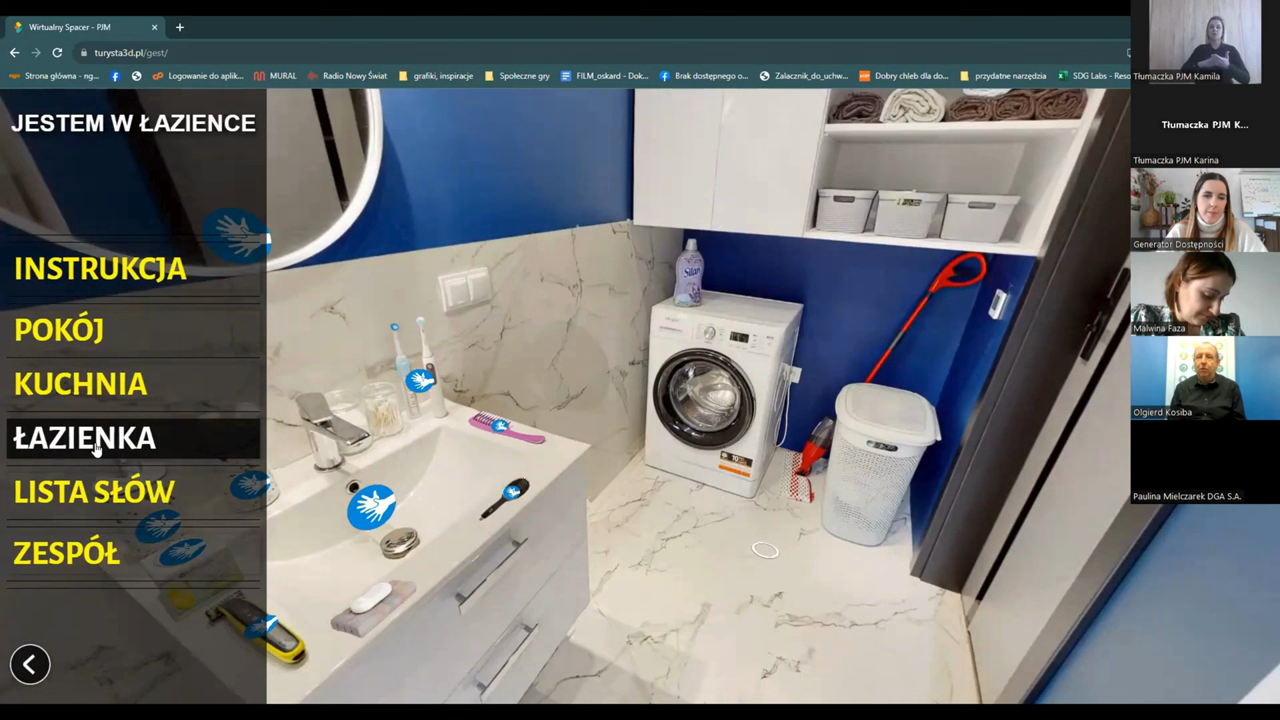 Wirtualny Spacer - PJM
turysta3d.pl/gest/
Strona główna - ng...
Logowanie do aplik...
MURAL
Radio Nowy Świat
grafiki, inspiracje
Społeczne gry
FILM_oskard - Dok...
Brak dostępnego o...
Zalacznik_do_uchw...
Dobry chleb dla do...
przydatne narzędzia
SDG Labs - Reso
JESTEM W ŁAZIENCE
INSTRUKCJA
POKÓJ
KUCHNIA
ŁAZIENKA
LISTA SŁÓW
ZESPÓŁ
Silan
Tłumaczka PJM Kamila
Tłumaczka PJM K...
Tłumaczka PJM Karina
Generator Dostępności
Malwina Faza
Olgierd Kosiba
Paulina Mielczarek DGA S.A.